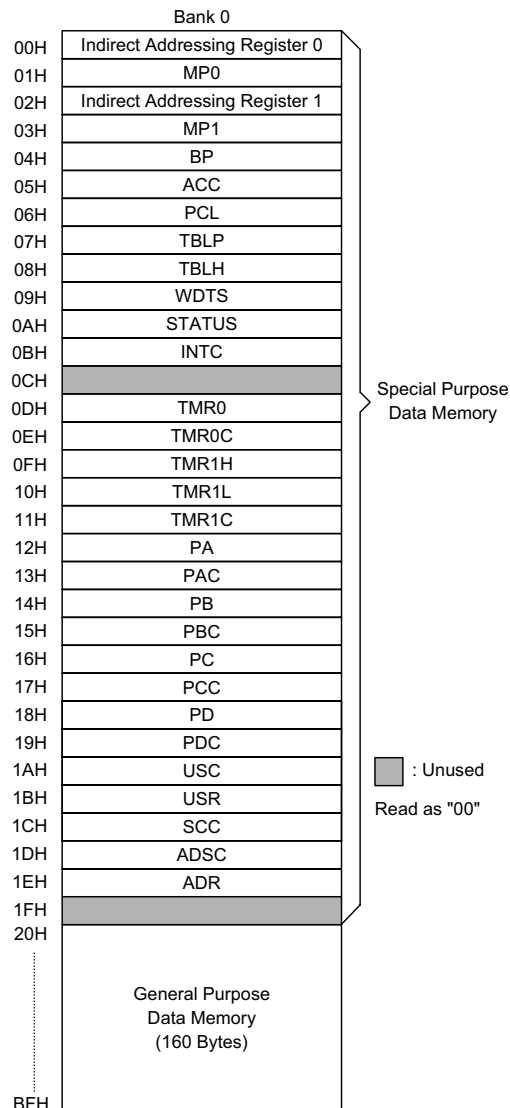 Bank 0
00H Indirect Addressing Register 0
01H MP0
02H Indirect Addressing Register 1
03H MP1
04H BP
05H ACC
06H PCL
07H TBLP
08H TBLH
09H WDTS
0AH STATUS
0BH INTC
0CH
0DH TMR0
0EH TMR0C
0FH TMR1H
10H TMR1L
11H TMR1C
12H PA
13H PAC
14H PB
15H PBC
16H PC
17H PCC
18H PD
19H PDC
1AH USC
1BH USR
1CH SCC
1DH ADSC
1EH ADR
1FH
20H
General Purpose
Data Memory
(160 Bytes)
BFH
Special Purpose
Data Memory
: Unused
Read as "00"